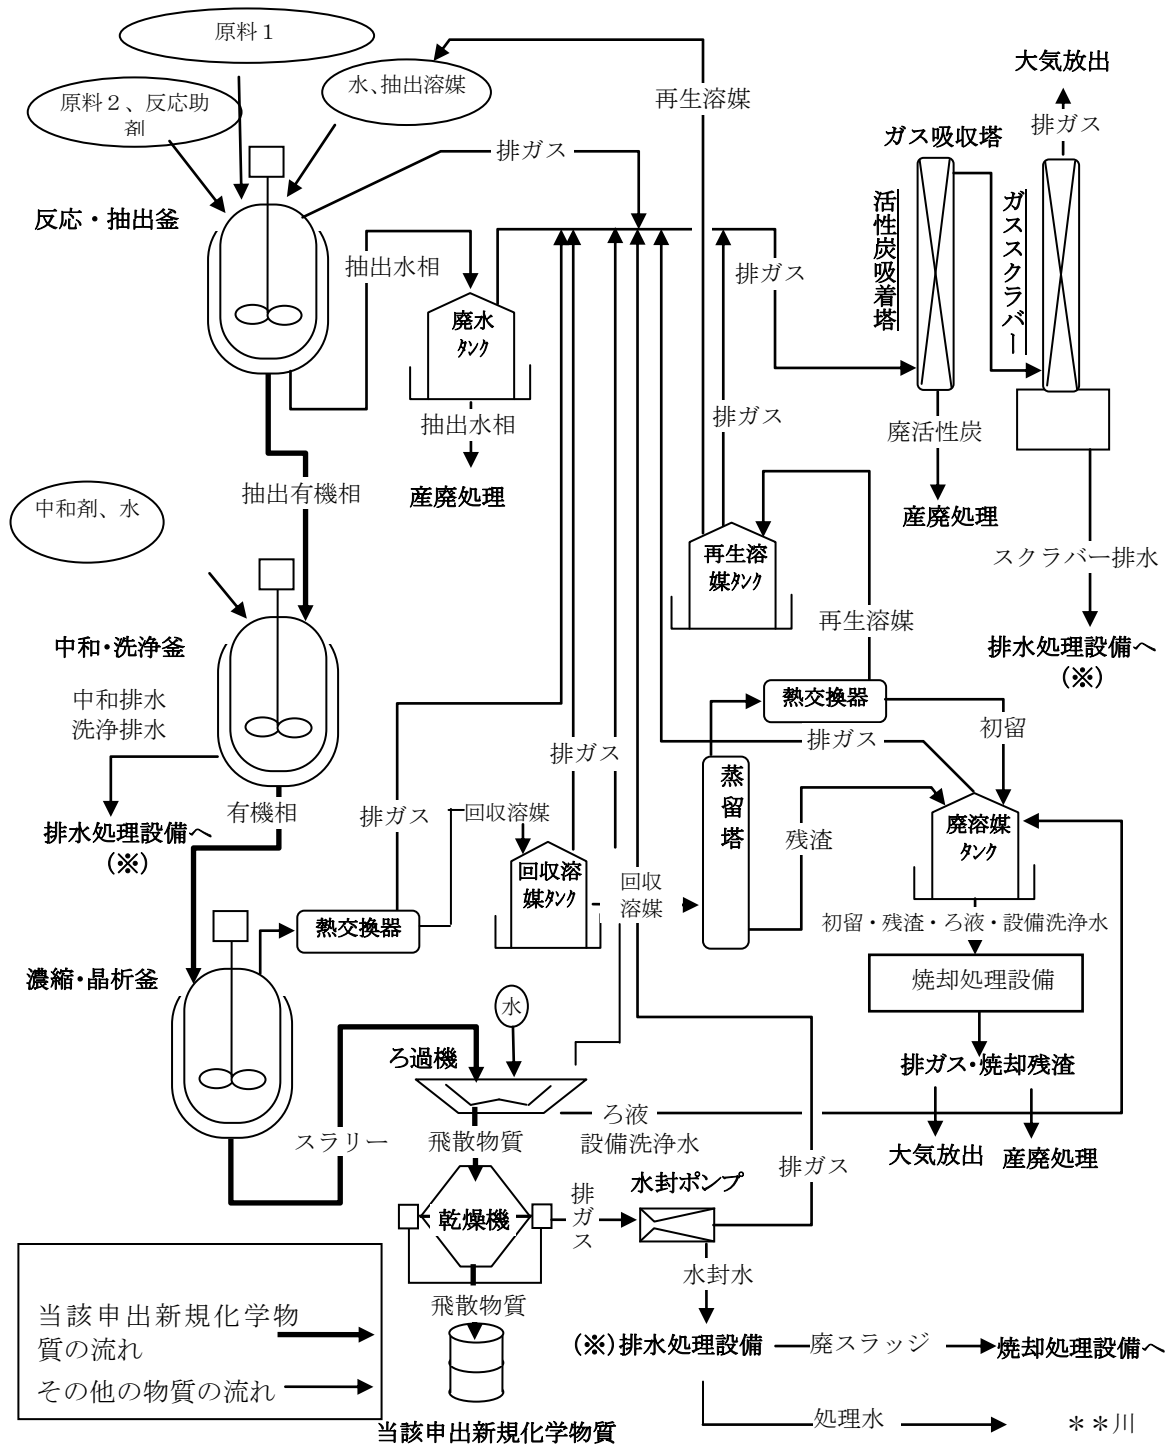 原料１
原料２、反応助
剤
水、抽出溶媒
反応・抽出釜
排ガス
再生溶媒
大気放出
排ガス
ガス吸収塔
活性炭吸着塔
ガススクラバー
抽出水相
廃水
ﾀﾝｸ
抽出水相
産廃処理
排ガス
排ガス
廃活性炭
産廃処理
スクラバー排水
排水処理設備へ
(※)
抽出有機相
中和剤、水
中和・洗浄釜
中和排水
洗浄排水
排水処理設備へ
(※)
有機相
再生溶
媒ﾀﾝｸ
再生溶媒
熱交換器
初留
排ガス
排ガス
排ガス
回収溶媒
回収溶
媒ﾀﾝｸ
回収
溶媒
蒸留塔
残渣
廃溶媒
ﾀﾝｸ
初留・残渣・ろ液・設備洗浄水
焼却処理設備
排ガス・焼却残渣
大気放出
産廃処理
熱交換器
濃縮・晶析釜
スラリー
水
ろ過機
ろ液
設備洗浄水
飛散物質
乾燥機
排ガス
水封ポンプ
排ガス
水封水
飛散物質
(※)排水処理設備
廃スラッジ
焼却処理設備へ
処理水
＊＊川
当該申出新規化学物質
当該申出新規化学物
質の流れ
その他の物質の流れ